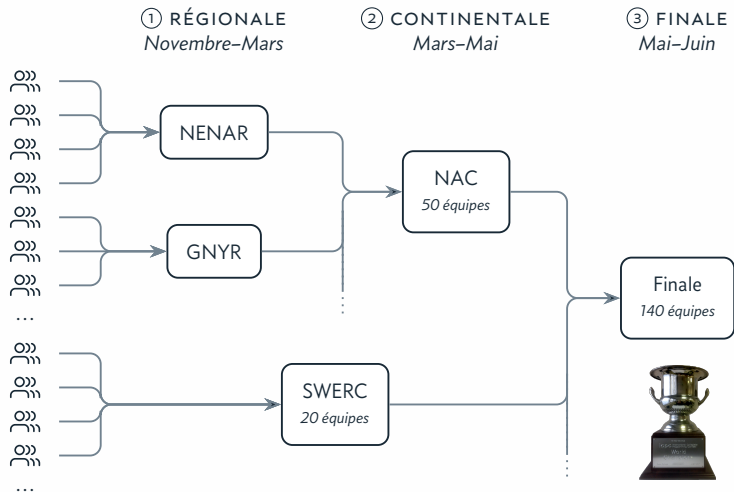 1 RÉGIONALE
Novembre–Mars
2 CONTINENTALE
Mars–Mai
3 FINALE
Mai–Juin
NENAR
NAC
50 équipes
GNYR
Finale
140 équipes
...
SWERC
20 équipes
...